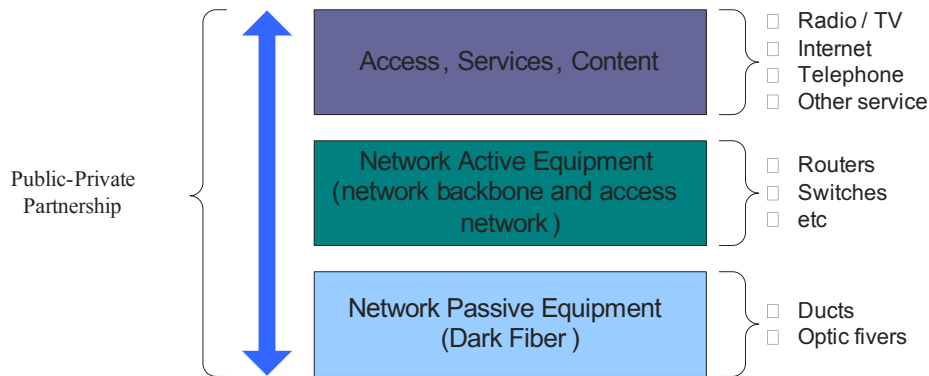 Public-Private
Partnership
Access, Services, Content
Radio / TV
Internet
Telephone
Other service
Network Active Equipment
(network backbone and access
network)
Routers
Switches
etc
Network Passive Equipment
(Dark Fiber)
Ducts
Optic fivers